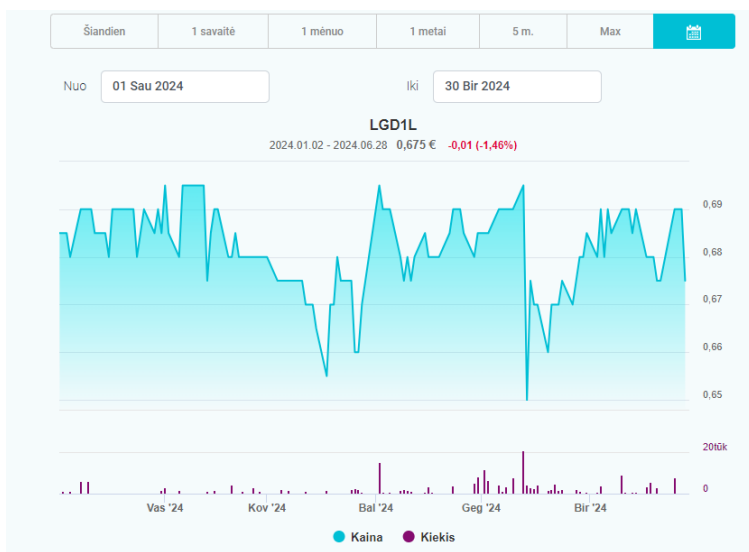 Šiandien 1 savaitė 1 mėnuo 1 metai 5 m. Max
Nuo 01 Sau 2024 Iki 30 Bir 2024
LGD1L
2024.01.02 - 2024.06.28 0,675 € -0,01 (-1,46%)
0,69
0,68
0,67
0,66
0,65
20tūk
0
Vas '24 Kov '24 Bal '24 Geg '24 Bir '24
Kaina Kiekis